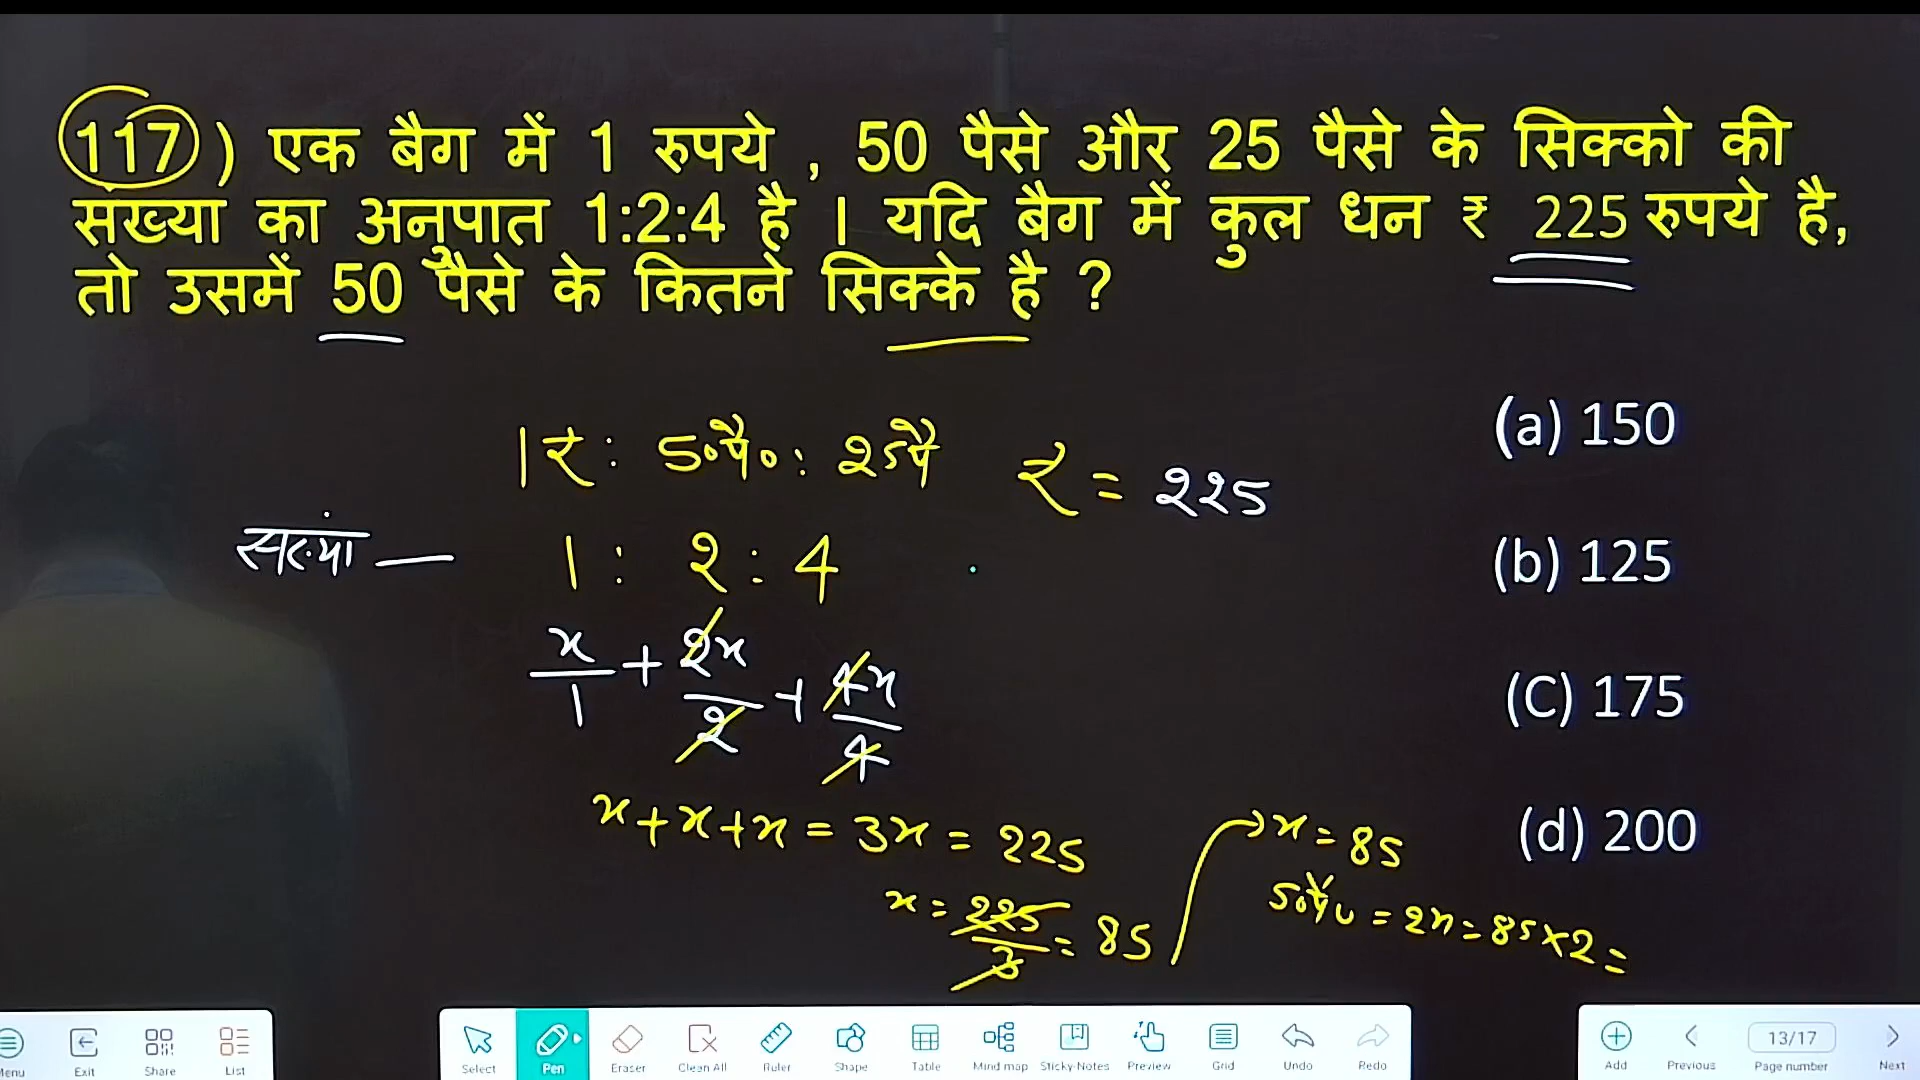 117) एक बैग में 1 रुपये , 50 पैसे और 25 पैसे के सिक्को की
संख्या का अनुपात 1:2:4 है । यदि बैग में कुल धन ₹ 225 रुपये है,
तो उसमें 50 पैसे के कितने सिक्के है ?
1₹ : 50पै० : 25पै ₹ = 225
(a) 150
संख्या — 1 : 2 : 4
(b) 125
x/1 + 2x/2 + 4x/4
(C) 175
x+x+x = 3x = 225
x = 85
(d) 200
x = 225/3 = 85
50पै० = 2x = 85×2 =
Menu Exit Share List Select Pen Eraser Clean All Ruler Shape Table Mind map Sticky Notes Preview Grid Undo Redo Add Previous 13/17 Page number Next